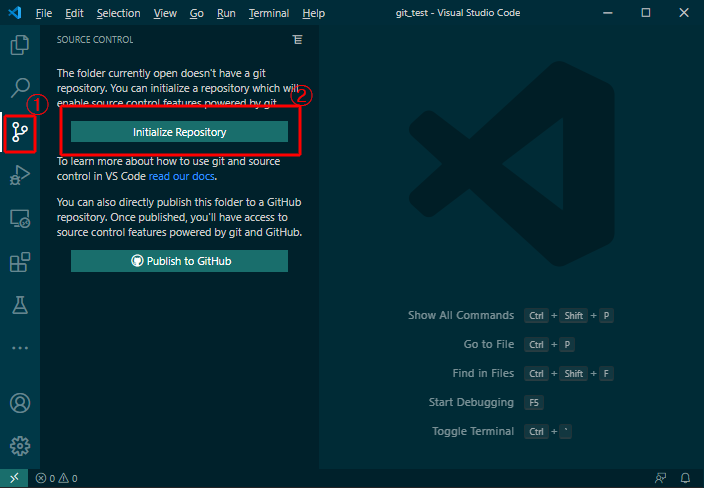 File Edit Selection View Go Run Terminal Help git_test - Visual Studio Code
SOURCE CONTROL
The folder currently open doesn't have a git
repository. You can initialize a repository which will
enable source control features powered by git.
①
②
Initialize Repository
To learn more about how to use git and source
control in VS Code read our docs.
You can also directly publish this folder to a GitHub
repository. Once published, you'll have access to
source control features powered by git and GitHub.
Publish to GitHub
Show All Commands Ctrl + Shift + P
Go to File Ctrl + P
Find in Files Ctrl + Shift + F
Start Debugging F5
Toggle Terminal Ctrl + '
0 0